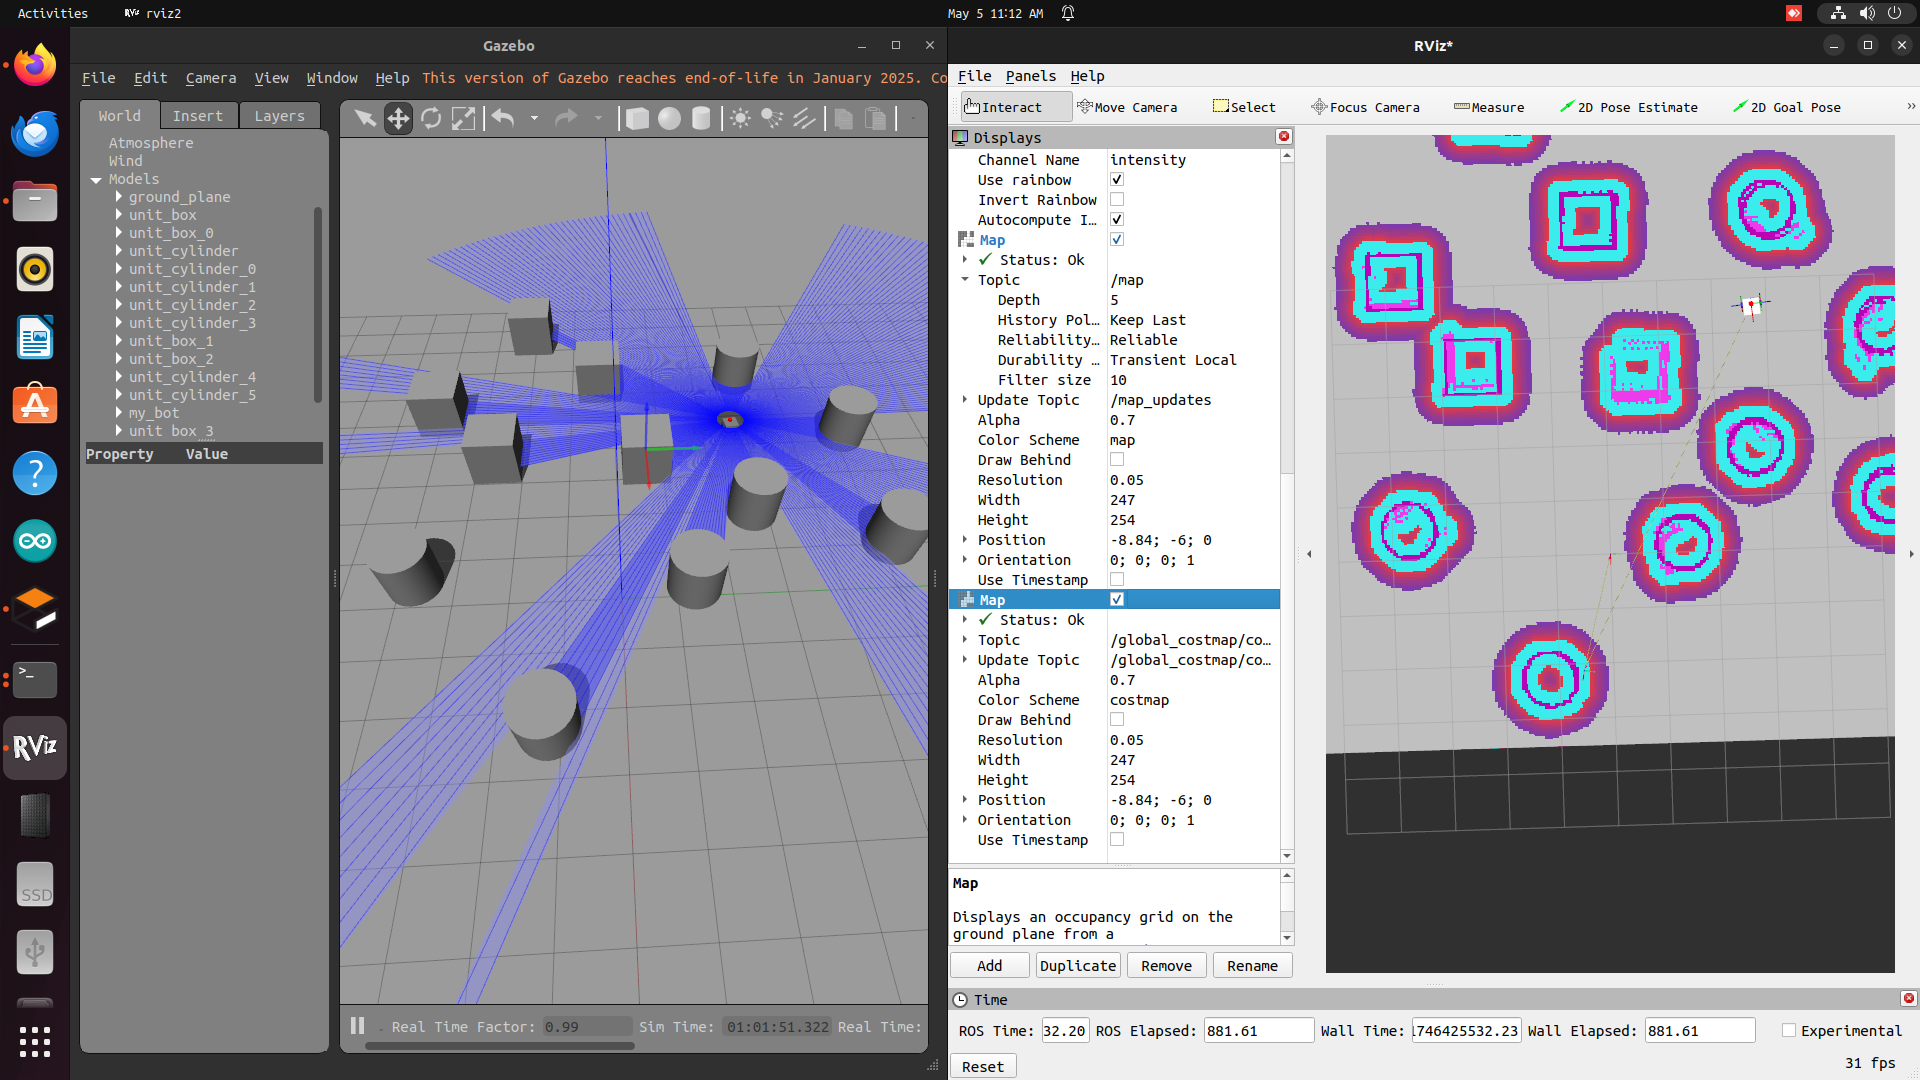 Activities
RViz rviz2
May 5 11:12 AM
Gazebo
File Edit Camera View Window Help This version of Gazebo reaches end-of-life in January 2025. Co
World Insert Layers
Atmosphere
Wind
Models
ground_plane
unit_box
unit_box_0
unit_cylinder
unit_cylinder_0
unit_cylinder_1
unit_cylinder_2
unit_cylinder_3
unit_box_1
unit_box_2
unit_cylinder_4
unit_cylinder_5
my_bot
unit box 3
Property Value
Real Time Factor: 0.99 Sim Time: 01:01:51.322 Real Time:
RViz
SSD
RViz*
File Panels Help
Interact Move Camera Select Focus Camera Measure 2D Pose Estimate 2D Goal Pose »
Displays
Channel Name intensity
Use rainbow
Invert Rainbow
Autocompute I...
Map
Status: Ok
Topic /map
Depth 5
History Pol... Keep Last
Reliability... Reliable
Durability ... Transient Local
Filter size 10
Update Topic /map_updates
Alpha 0.7
Color Scheme map
Draw Behind
Resolution 0.05
Width 247
Height 254
Position -8.84; -6; 0
Orientation 0; 0; 0; 1
Use Timestamp
Map
Status: Ok
Topic /global_costmap/co...
Update Topic /global_costmap/co...
Alpha 0.7
Color Scheme costmap
Draw Behind
Resolution 0.05
Width 247
Height 254
Position -8.84; -6; 0
Orientation 0; 0; 0; 1
Use Timestamp
Map
Displays an occupancy grid on the
ground plane from a
Add Duplicate Remove Rename
Time
ROS Time: 32.20 ROS Elapsed: 881.61 Wall Time: 1746425532.23 Wall Elapsed: 881.61 Experimental
Reset
31 fps